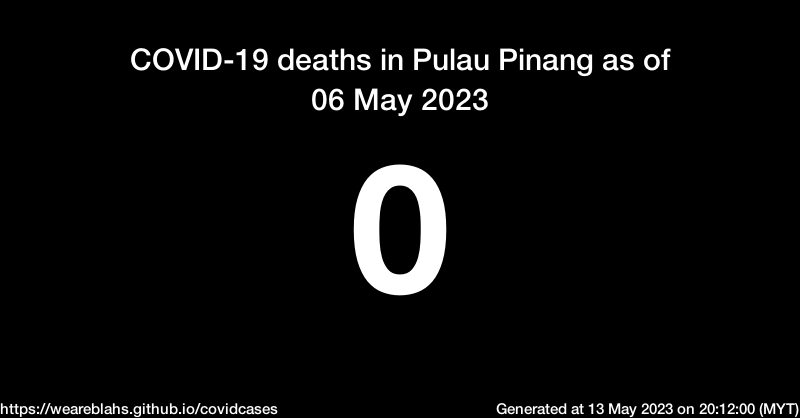 COVID-19 deaths in Pulau Pinang as of
06 May 2023
0
https://weareblahs.github.io/covidcases
Generated at 13 May 2023 on 20:12:00 (MYT)